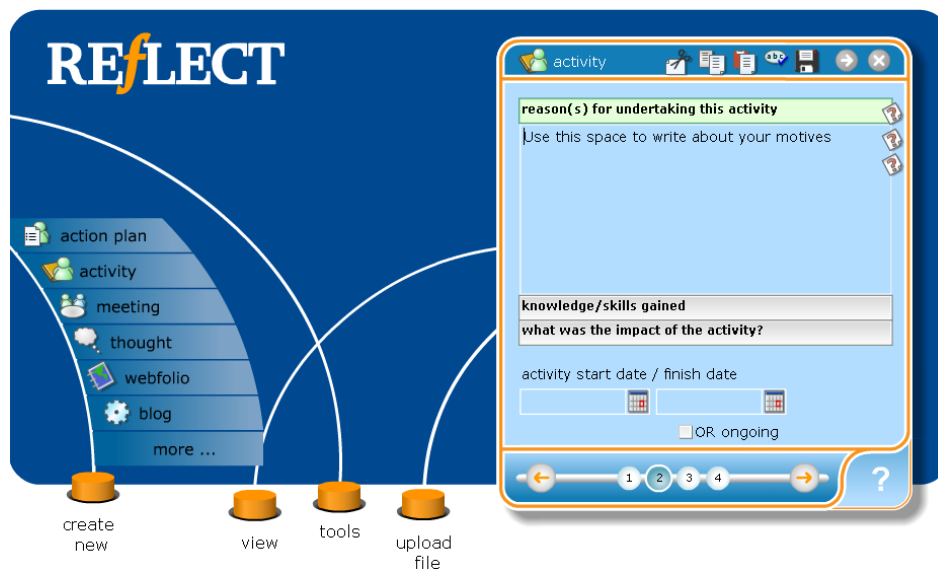 REfLECT
action plan
activity
meeting
thought
webfolio
blog
more ...
create
new
view
tools
upload
file
activity
abc
reason(s) for undertaking this activity
Use this space to write about your motives
knowledge/skills gained
what was the impact of the activity?
activity start date / finish date
OR ongoing
1 2 3 4
?